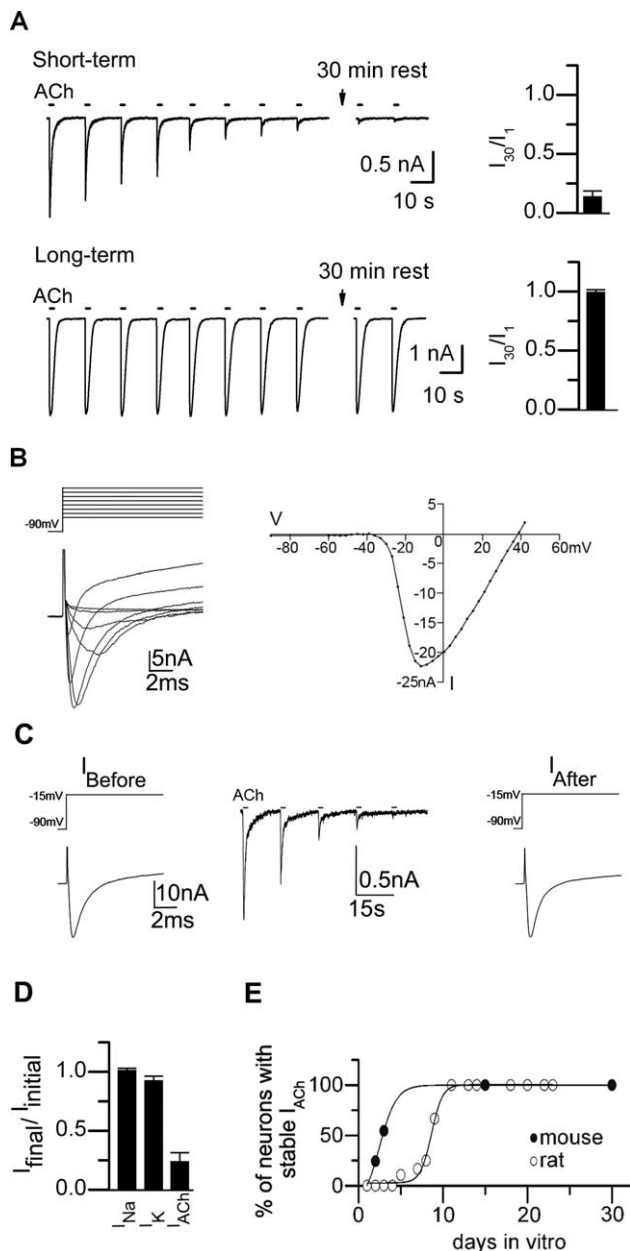 A
Short-term
ACh
30 min rest
0.5 nA
10 s
I30/I1
1.0
0.5
0.0
Long-term
ACh
30 min rest
1 nA
10 s
I30/I1
1.0
0.5
0.0
B
-90mV
5nA
2ms
V
-80 -60 -40 -20 0 20 40 60mV
5
-5
-10
-15
-20
-25nA
I
C
IBefore
-15mV
-90mV
10nA
2ms
ACh
0.5nA
15s
IAfter
-15mV
-90mV
D
Ifinal/ Iinitial
1.0
0.5
0.0
INa
IK
IACh
E
% of neurons with
stable IACh
100
50
0
mouse
rat
0 10 20 30
days in vitro